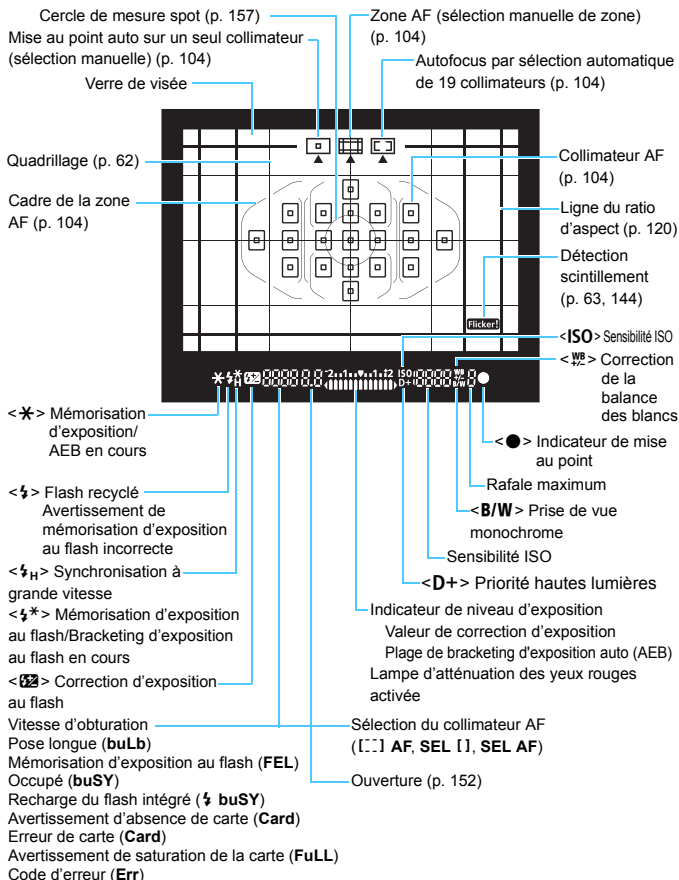 Cercle de mesure spot (p. 157)
Mise au point auto sur un seul collimateur
(sélection manuelle) (p. 104)
Verre de visée
Zone AF (sélection manuelle de zone)
(p. 104)
Autofocus par sélection automatique
de 19 collimateurs (p. 104)
Quadrillage (p. 62)
Cadre de la zone
AF (p. 104)
Collimateur AF
(p. 104)
Ligne du ratio
d'aspect (p. 120)
Détection
scintillement
(p. 63, 144)
Flicker!
<ISO> Sensibilité ISO
<WB+/-> Correction
de la
balance
des blancs
-2..1..▼..1.:2 ISO D+ WB+/- B/W
<✱> Mémorisation
d'exposition/
AEB en cours
<●> Indicateur de mise
au point
Rafale maximum
<B/W> Prise de vue
monochrome
Sensibilité ISO
<D+> Priorité hautes lumières
<⚡> Flash recyclé
Avertissement de
mémorisation d'exposition
au flash incorrecte
<⚡H> Synchronisation à
grande vitesse
<⚡✱> Mémorisation d'exposition
au flash/Bracketing d'exposition
au flash en cours
<⚡±> Correction d'exposition
au flash
Indicateur de niveau d'exposition
Valeur de correction d'exposition
Plage de bracketing d'exposition auto (AEB)
Lampe d'atténuation des yeux rouges
activée
Vitesse d'obturation
Pose longue (buLb)
Mémorisation d'exposition au flash (FEL)
Occupé (buSY)
Recharge du flash intégré (⚡ buSY)
Avertissement d'absence de carte (Card)
Erreur de carte (Card)
Avertissement de saturation de la carte (FuLL)
Code d'erreur (Err)
Sélection du collimateur AF
([---] AF, SEL [], SEL AF)
Ouverture (p. 152)